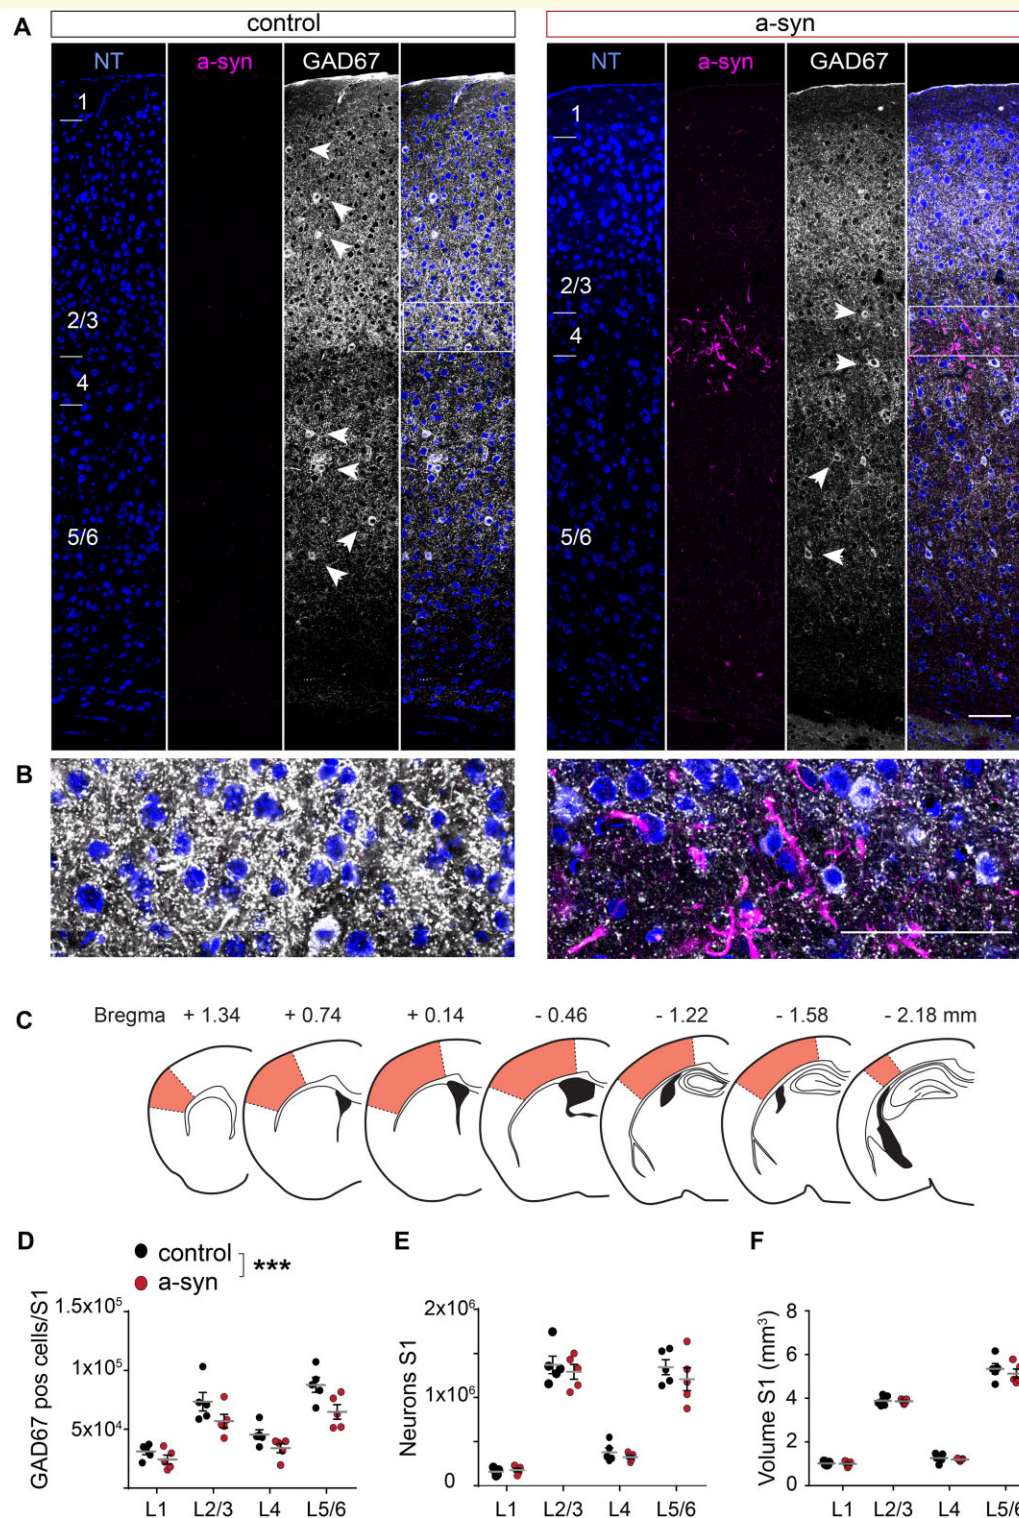 A
control
a-syn
NT a-syn GAD67
NT a-syn GAD67
1
2/3
4
5/6
1
2/3
4
5/6
B
C
Bregma + 1.34 + 0.74 + 0.14 - 0.46 - 1.22 - 1.58 - 2.18 mm
D
control
a-syn
***
GAD67 pos cells/S1
1.5x10⁵
1x10⁵
5x10⁴
L1 L2/3 L4 L5/6
E
Neurons S1
2x10⁶
1x10⁶
0
L1 L2/3 L4 L5/6
F
Volume S1 (mm³)
8
6
4
2
0
L1 L2/3 L4 L5/6